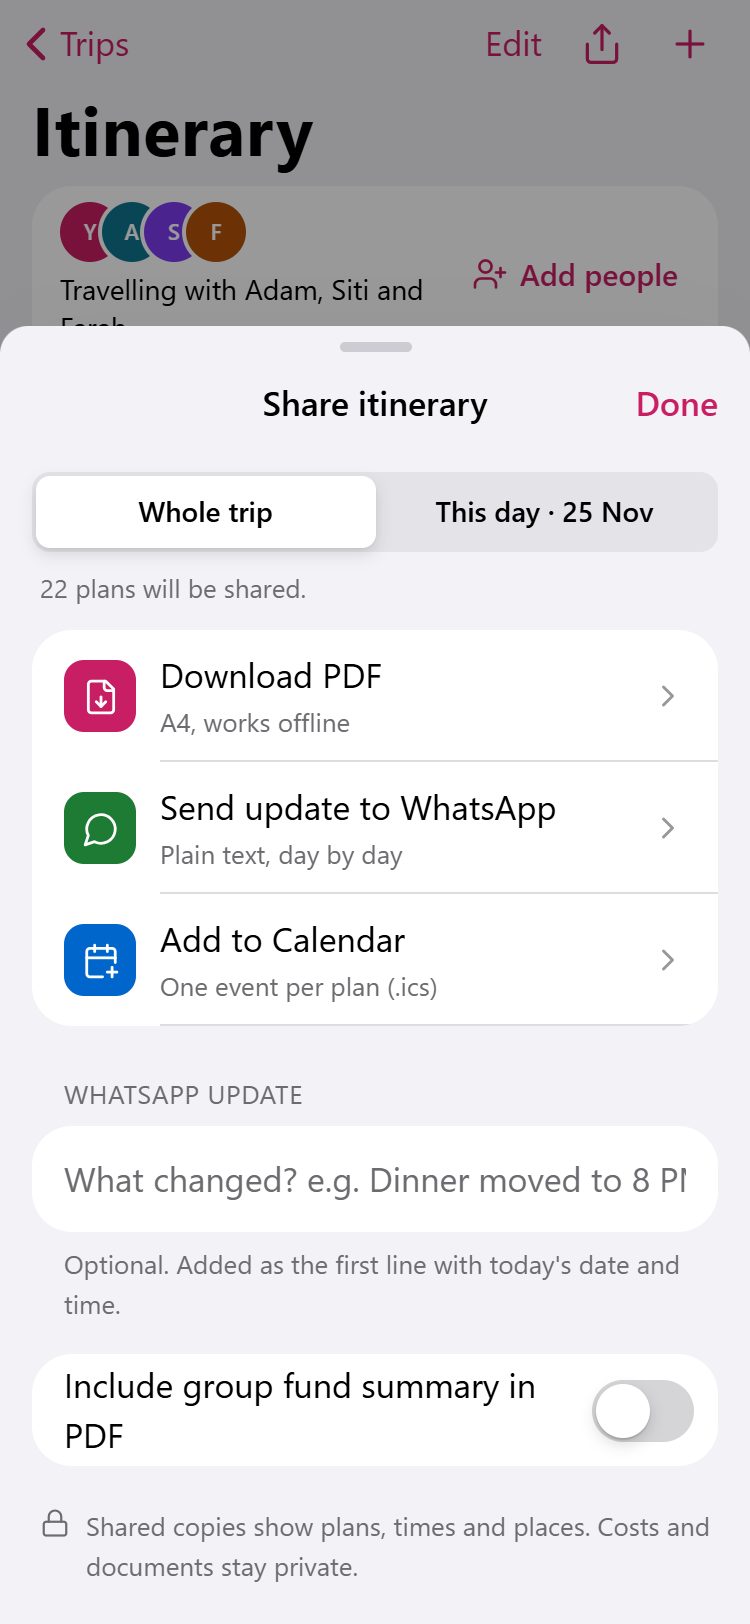 Trips
Edit
Itinerary
Y A S F
Travelling with Adam, Siti and
Add people
Share itinerary
Done
Whole trip
This day · 25 Nov
22 plans will be shared.
Download PDF
A4, works offline
Send update to WhatsApp
Plain text, day by day
Add to Calendar
One event per plan (.ics)
WHATSAPP UPDATE
What changed? e.g. Dinner moved to 8 P
Optional. Added as the first line with today's date and
time.
Include group fund summary in
PDF
Shared copies show plans, times and places. Costs and
documents stay private.